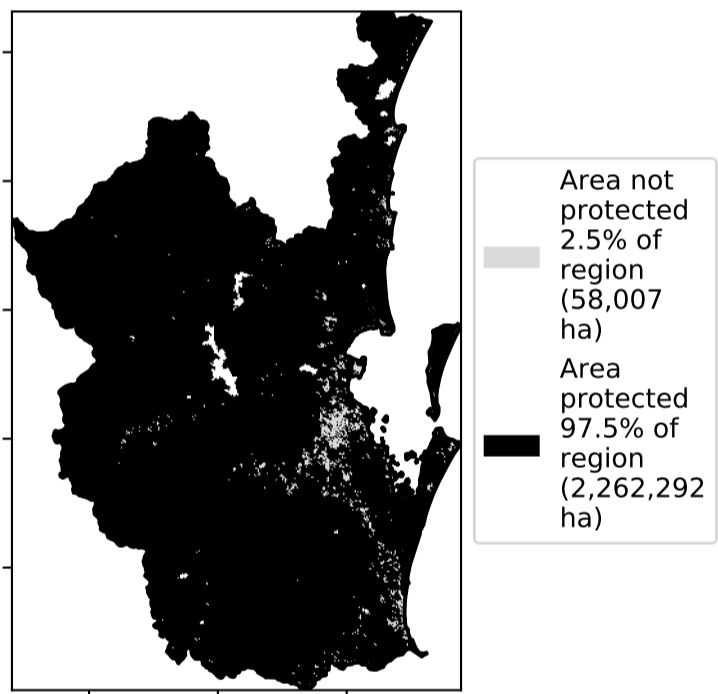 Area not
protected
2.5% of
region
(58,007
ha)
Area
protected
97.5% of
region
(2,262,292
ha)